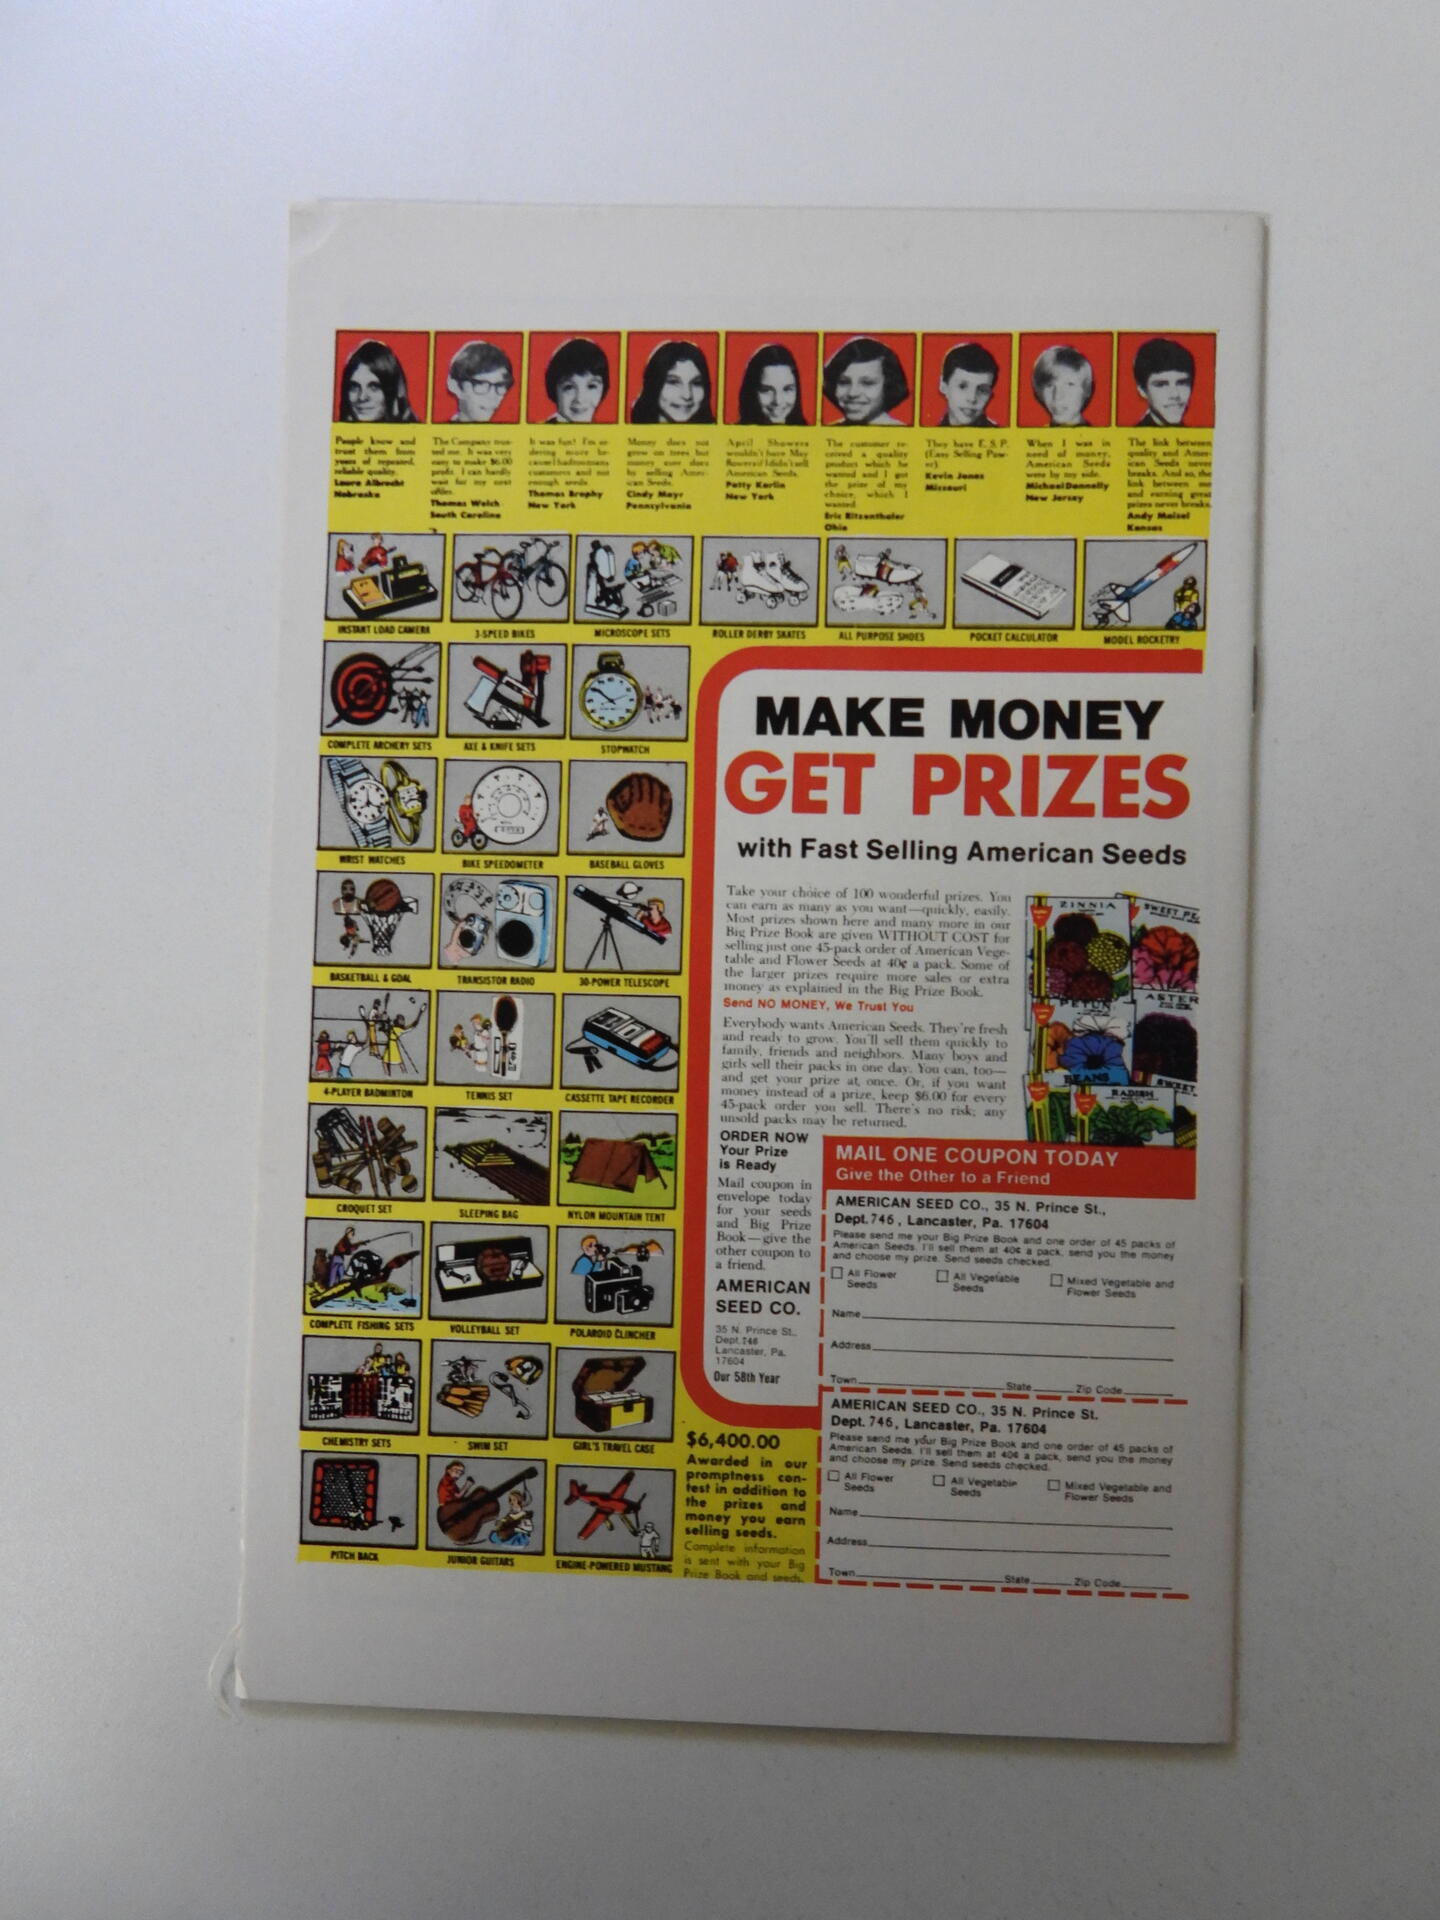 People know and
trust them from
years of repeated,
reliable quality.
Laura Albrecht
Nebraska
The Company trus-
ted me. It was very
easy to make $6.00
profit. I can hardly
wait for my next
order.
Thomas Welch
South Carolina
It was fun! I'm or-
dering more be-
cause I had too many
customers and not
enough seeds.
Thomas Brophy
New York
Money does not
grow on trees but
money sure does
by selling Ameri-
can Seeds.
Cindy Mayr
Pennsylvania
April Showers
wouldn't have May
flowers if I didn't sell
American Seeds.
Patty Karlin
New York
The customer re-
ceived a quality
product which he
wanted and I got
the prize of my
choice, which I
wanted.
Eric Ritzenthaler
Ohio
They have E. S. P.
(Easy Selling Pow-
er)
Kevin Jones
Missouri
When I was in
need of money,
American Seeds
were by my side.
Michael Donnelly
New Jersey
The link between
quality and Amer-
ican Seeds never
breaks. And so, the
link between me
and earning great
prizes never breaks.
Andy Maisel
Kansas
INSTANT LOAD CAMERA
3-SPEED BIKES
MICROSCOPE SETS
ROLLER DERBY SKATES
ALL PURPOSE SHOES
POCKET CALCULATOR
MODEL ROCKETRY
COMPLETE ARCHERY SETS
AXE & KNIFE SETS
STOPWATCH
WRIST WATCHES
BIKE SPEEDOMETER
BASEBALL GLOVES
BASKETBALL & GOAL
TRANSISTOR RADIO
30-POWER TELESCOPE
4-PLAYER BADMINTON
TENNIS SET
CASSETTE TAPE RECORDER
CROQUET SET
SLEEPING BAG
NYLON MOUNTAIN TENT
COMPLETE FISHING SETS
VOLLEYBALL SET
POLAROID CLINCHER
CHEMISTRY SETS
SWIM SET
GIRL'S TRAVEL CASE
PITCH BACK
JUNIOR GUITARS
ENGINE-POWERED MUSTANG
MAKE MONEY
GET PRIZES
with Fast Selling American Seeds
Take your choice of 100 wonderful prizes. You
can earn as many as you want—quickly, easily.
Most prizes shown here and many more in our
Big Prize Book are given WITHOUT COST for
selling just one 45-pack order of American Vege-
table and Flower Seeds at 40¢ a pack. Some of
the larger prizes require more sales or extra
money as explained in the Big Prize Book.
Send NO MONEY, We Trust You
Everybody wants American Seeds. They're fresh
and ready to grow. You'll sell them quickly to
family, friends and neighbors. Many boys and
girls sell their packs in one day. You can, too—
and get your prize at once. Or, if you want
money instead of a prize, keep $6.00 for every
45-pack order you sell. There's no risk; any
unsold packs may be returned.
ZINNIA
SWEET PE
ASTER
PETUN
BEANS
RADISH
SWEET
ORDER NOW
Your Prize
is Ready
Mail coupon in
envelope today
for your seeds
and Big Prize
Book—give the
other coupon to
a friend.
AMERICAN
SEED CO.
35 N. Prince St.,
Dept. 746
Lancaster, Pa.
17604
Our 58th Year
MAIL ONE COUPON TODAY
Give the Other to a Friend
AMERICAN SEED CO., 35 N. Prince St.,
Dept. 746, Lancaster, Pa. 17604
Please send me your Big Prize Book and one order of 45 packs of
American Seeds. I'll sell them at 40¢ a pack, send you the money
and choose my prize. Send seeds checked.
All Flower
Seeds
All Vegetable
Seeds
Mixed Vegetable and
Flower Seeds
Name
Address
Town State Zip Code
AMERICAN SEED CO., 35 N. Prince St.
Dept. 746, Lancaster, Pa. 17604
Please send me your Big Prize Book and one order of 45 packs of
American Seeds. I'll sell them at 40¢ a pack, send you the money
and choose my prize. Send seeds checked.
All Flower
Seeds
All Vegetable
Seeds
Mixed Vegetable and
Flower Seeds
Name
Address
Town State Zip Code
$6,400.00
Awarded in our
promptness con-
test in addition to
the prizes and
money you earn
selling seeds.
Complete information
is sent with your Big
Prize Book and seeds.